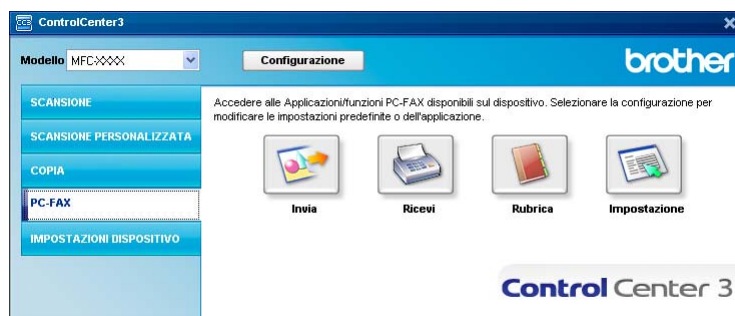 ControlCenter3
Modello MFC-XXXX
Configurazione
brother
SCANSIONE
SCANSIONE PERSONALIZZATA
COPIA
PC-FAX
IMPOSTAZIONI DISPOSITIVO
Accedere alle Applicazioni/funzioni PC-FAX disponibili sul dispositivo. Selezionare la configurazione per
modificare le impostazioni predefinite o dell'applicazione.
Invia
Ricevi
Rubrica
Impostazione
Control Center 3